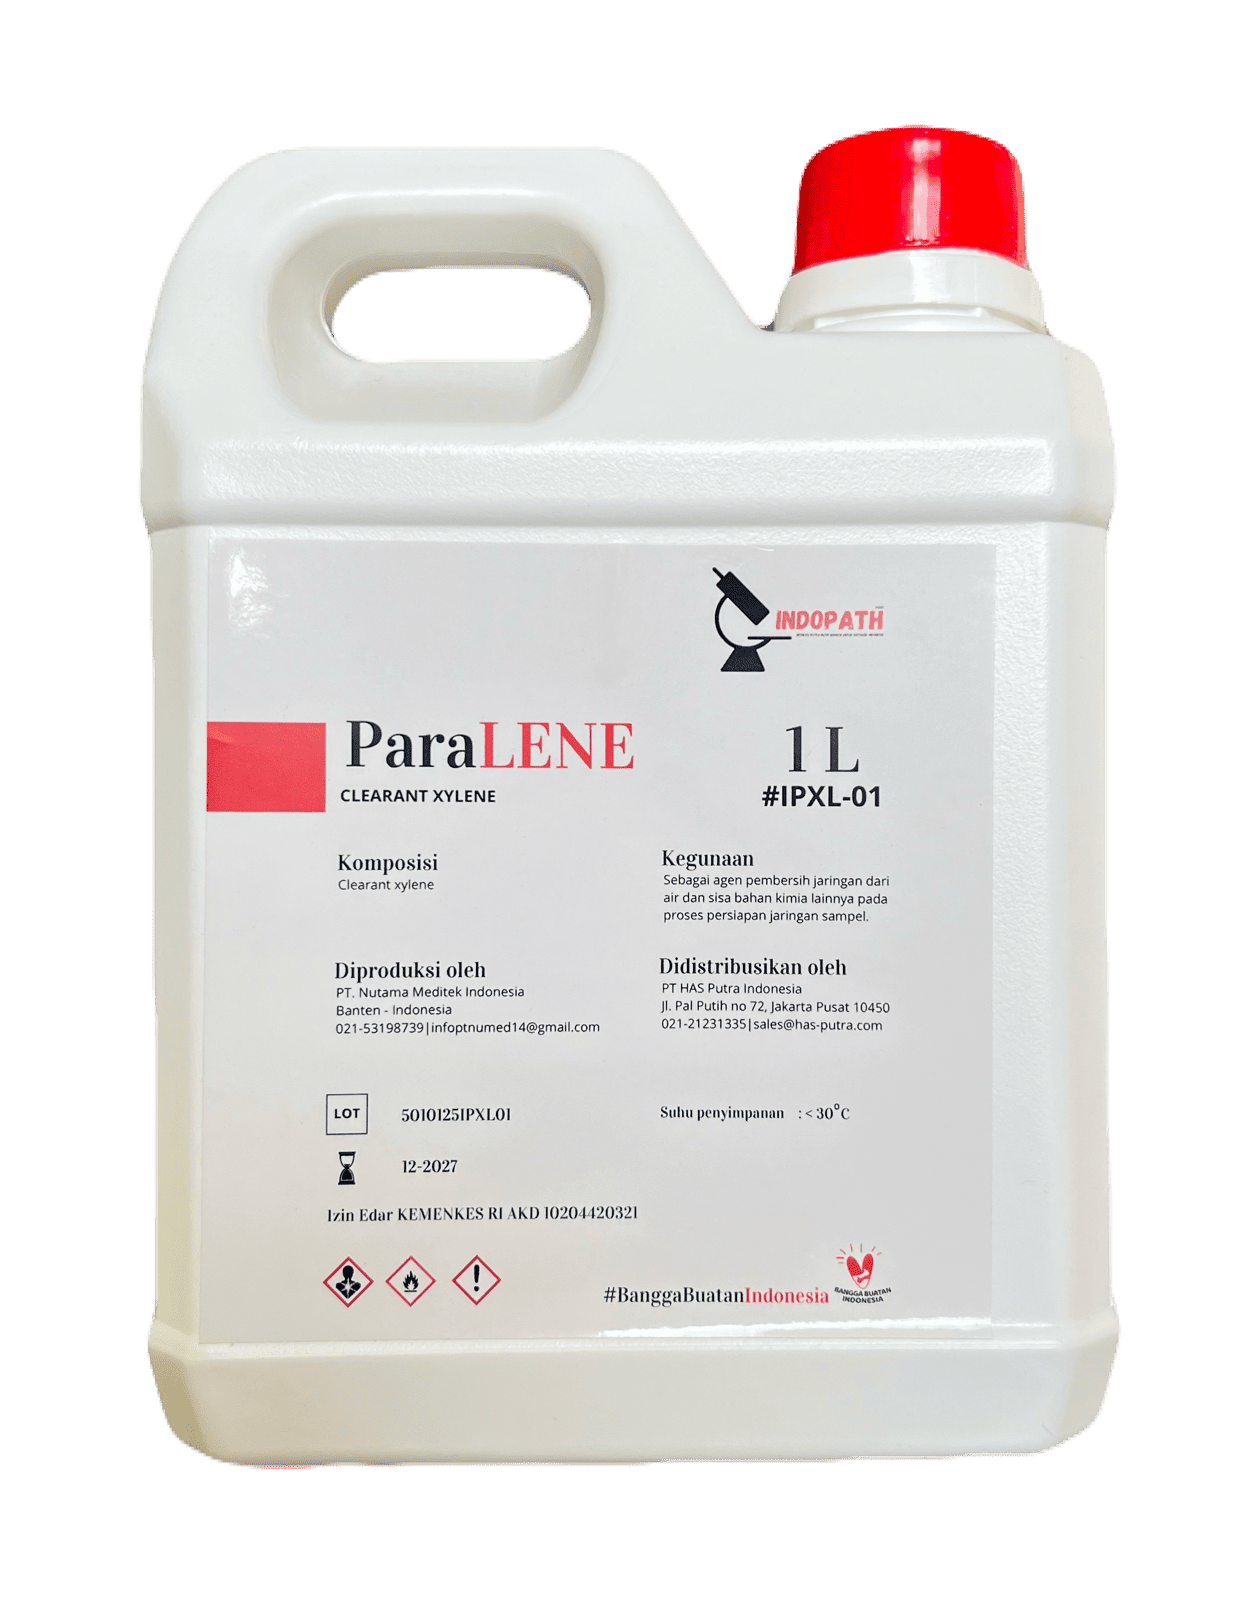 INDOPATH
ParaLENE
1 L
CLEARANT XYLENE
#IPXL-01
Komposisi
Clearant xylene
Kegunaan
Sebagai agen pembersih jaringan dari
air dan sisa bahan kimia lainnya pada
proses persiapan jaringan sampel.
Diproduksi oleh
PT. Nutama Meditek Indonesia
Banten - Indonesia
021-53198739|infoptnumed14@gmail.com
Didistribusikan oleh
PT HAS Putra Indonesia
Jl. Pal Putih no 72, Jakarta Pusat 10450
021-21231335|sales@has-putra.com
LOT
5010125IPXL01
Suhu penyimpanan : < 30°C
12-2027
Izin Edar KEMENKES RI AKD 10204420321
#BanggaBuatanIndonesia
BANGGA BUATAN
INDONESIA